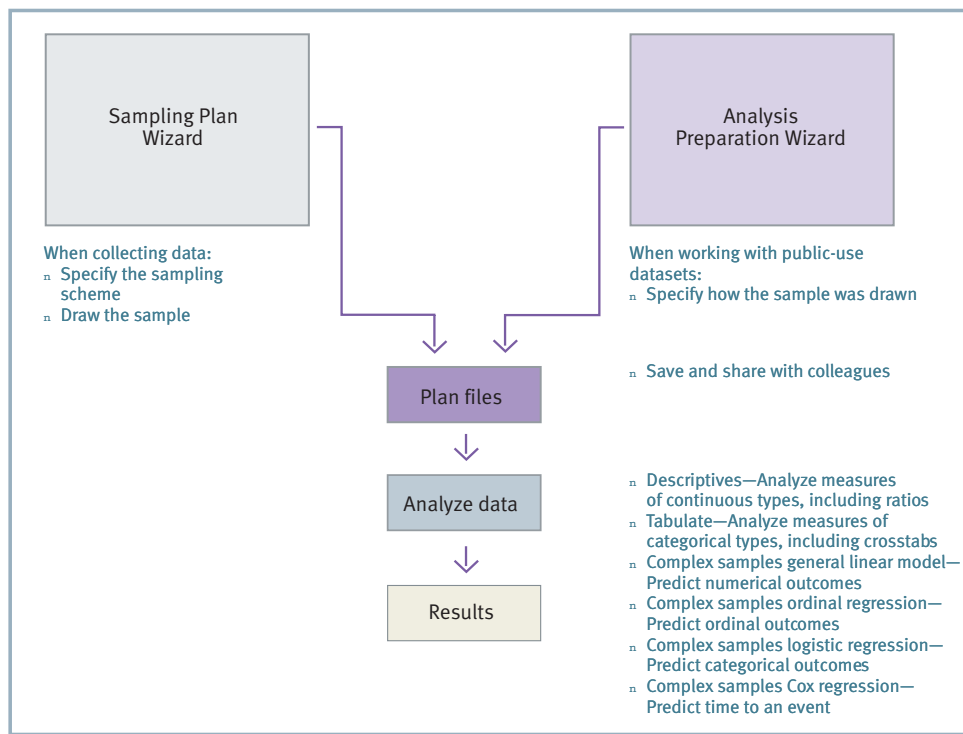 Sampling Plan
Wizard
Analysis
Preparation Wizard
When collecting data:
n Specify the sampling
scheme
n Draw the sample
When working with public-use
datasets:
n Specify how the sample was drawn
Plan files
n Save and share with colleagues
Analyze data
n Descriptives—Analyze measures
of continuous types, including ratios
n Tabulate—Analyze measures of
categorical types, including crosstabs
n Complex samples general linear model—
Predict numerical outcomes
n Complex samples ordinal regression—
Predict ordinal outcomes
n Complex samples logistic regression—
Predict categorical outcomes
n Complex samples Cox regression—
Predict time to an event
Results